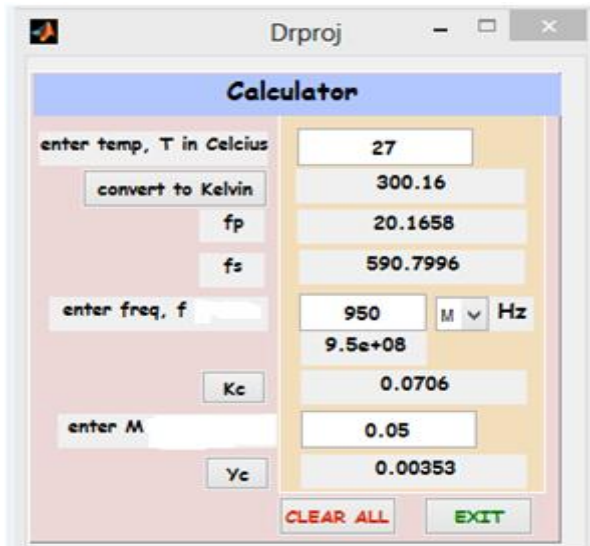 Drproj
Calculator
enter temp, T in Celcius 27
convert to Kelvin 300.16
fp 20.1658
fs 590.7996
enter freq, f 950 M Hz
9.5e+08
Kc 0.0706
enter M 0.05
Yc 0.00353
CLEAR ALL EXIT